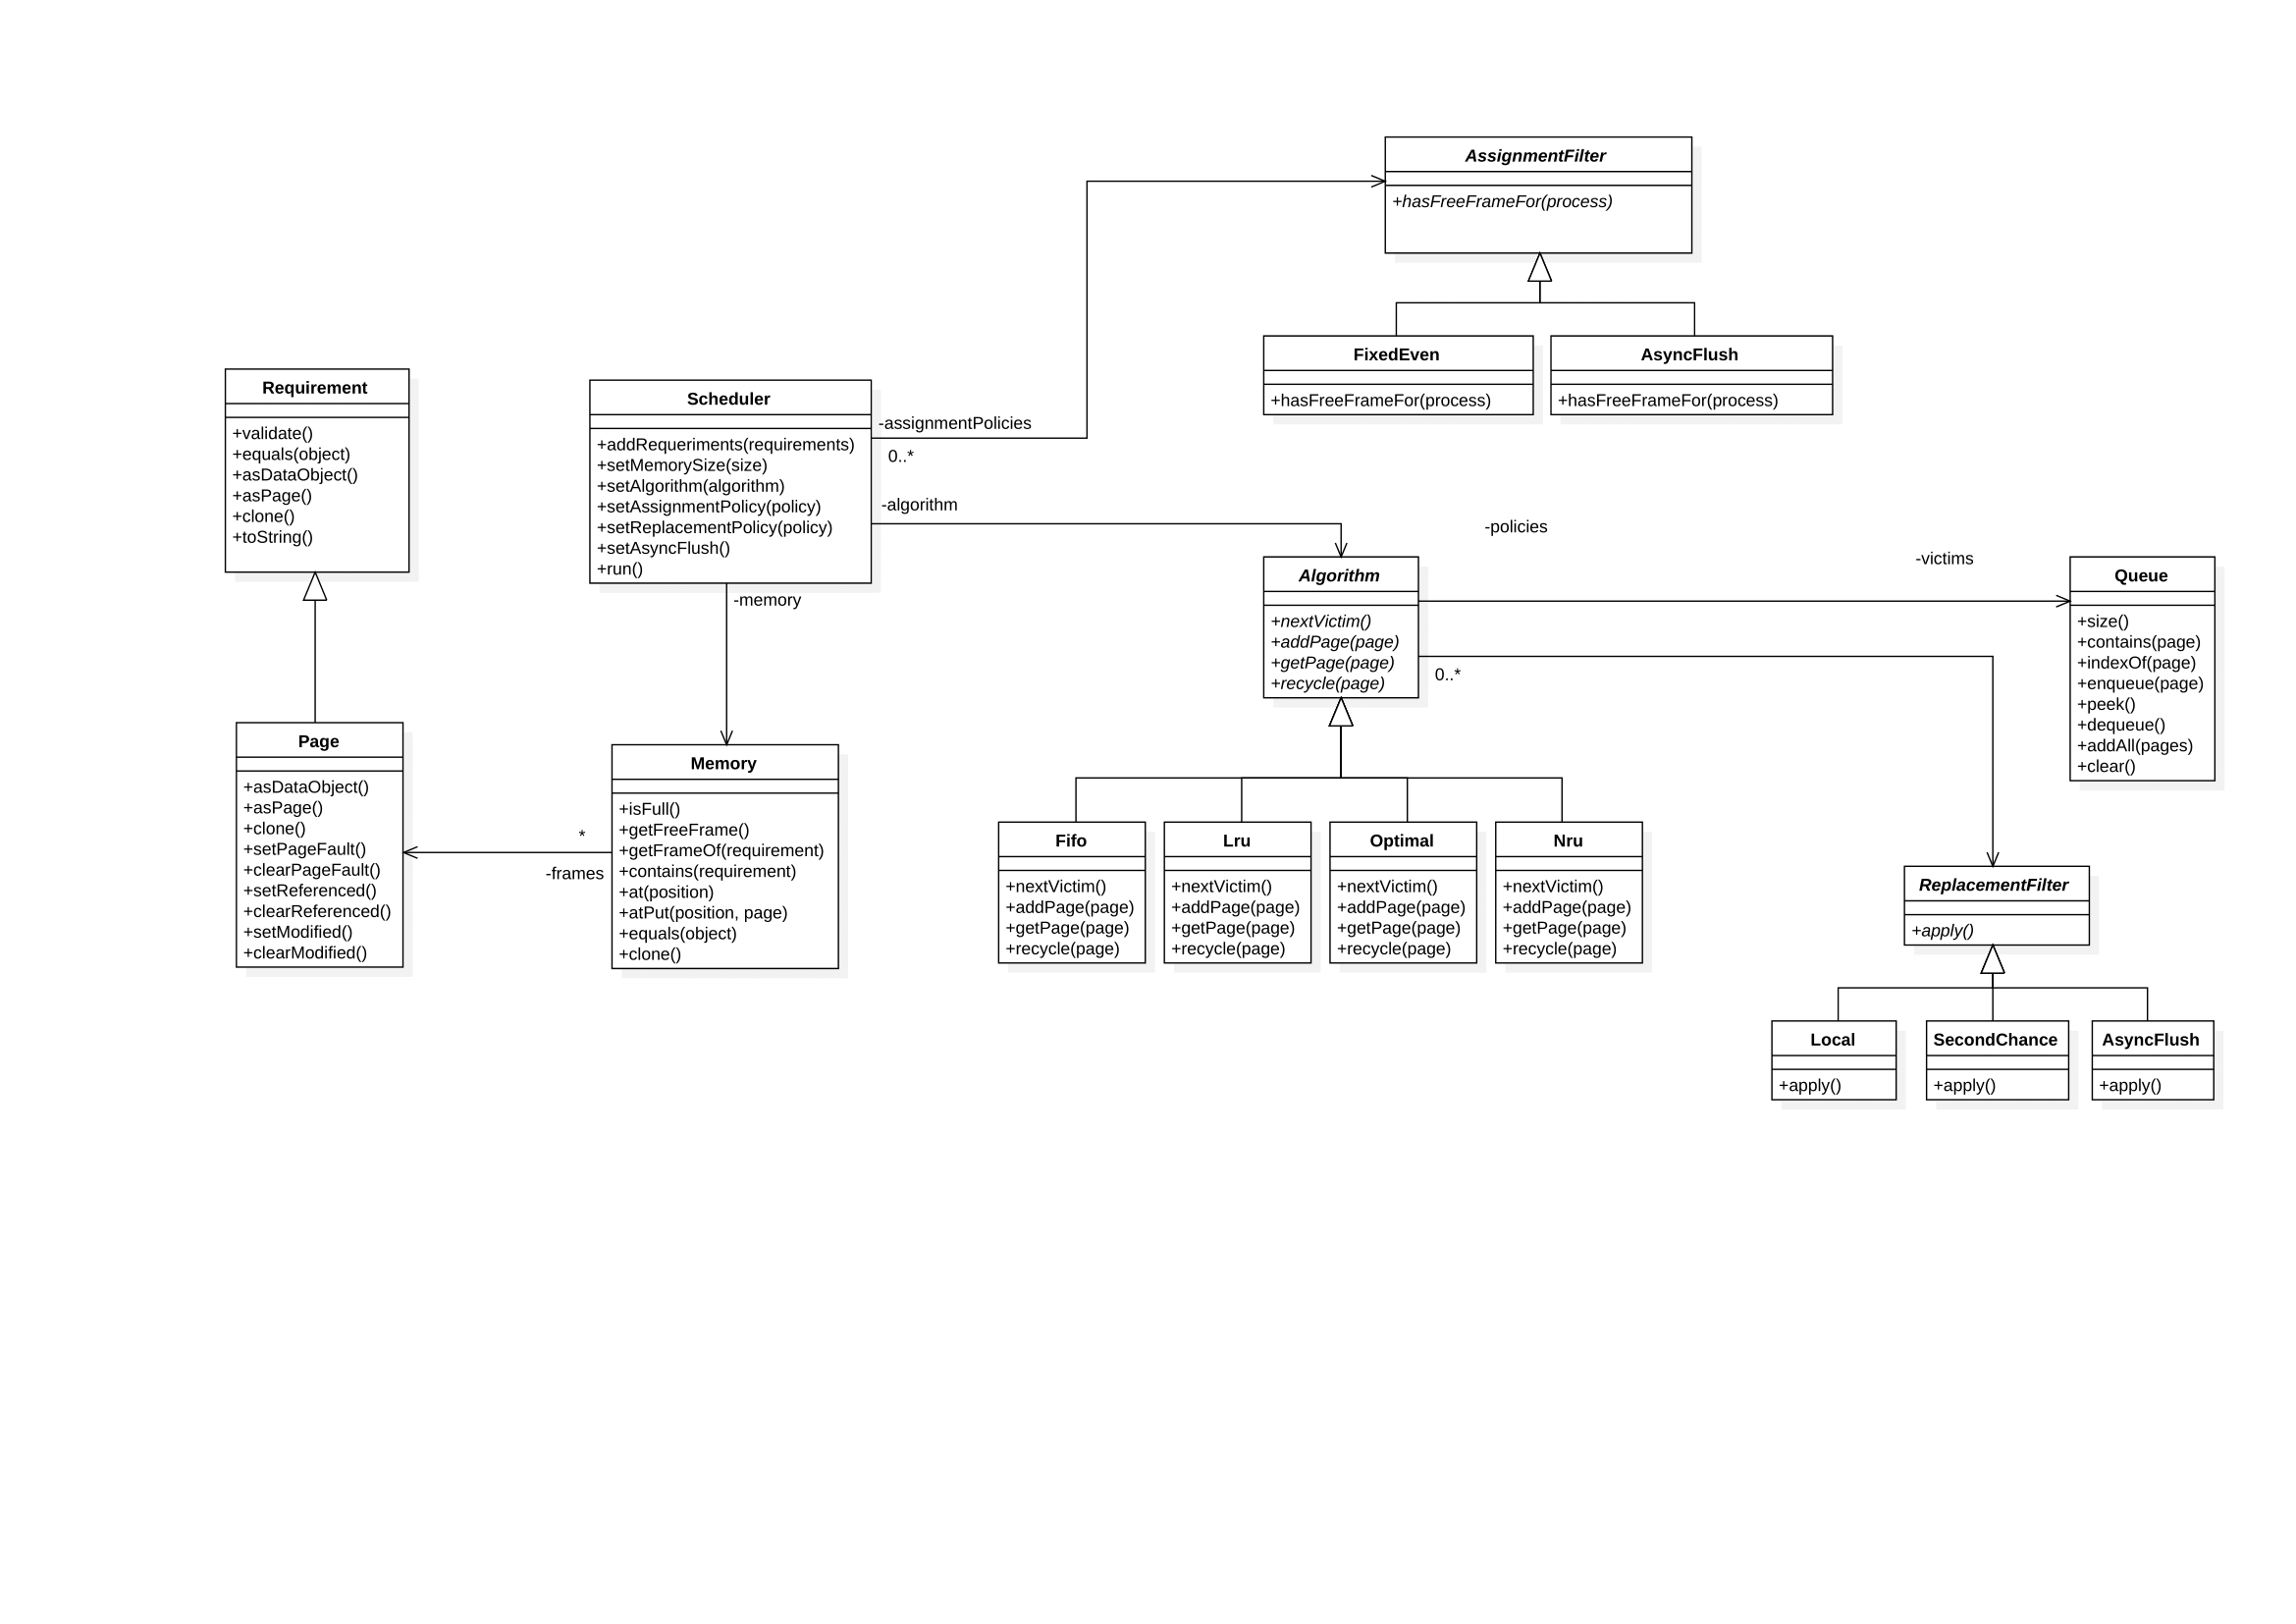 AssignmentFilter
+hasFreeFrameFor(process)
FixedEven
+hasFreeFrameFor(process)
AsyncFlush
+hasFreeFrameFor(process)
Requirement
+validate()
+equals(object)
+asDataObject()
+asPage()
+clone()
+toString()
Scheduler
+addRequeriments(requirements)
+setMemorySize(size)
+setAlgorithm(algorithm)
+setAssignmentPolicy(policy)
+setReplacementPolicy(policy)
+setAsyncFlush()
+run()
-assignmentPolicies
0..*
-algorithm
-memory
-policies
-victims
Algorithm
+nextVictim()
+addPage(page)
+getPage(page)
+recycle(page)
0..*
Queue
+size()
+contains(page)
+indexOf(page)
+enqueue(page)
+peek()
+dequeue()
+addAll(pages)
+clear()
Page
+asDataObject()
+asPage()
+clone()
+setPageFault()
+clearPageFault()
+setReferenced()
+clearReferenced()
+setModified()
+clearModified()
*
-frames
Memory
+isFull()
+getFreeFrame()
+getFrameOf(requirement)
+contains(requirement)
+at(position)
+atPut(position, page)
+equals(object)
+clone()
Fifo
+nextVictim()
+addPage(page)
+getPage(page)
+recycle(page)
Lru
+nextVictim()
+addPage(page)
+getPage(page)
+recycle(page)
Optimal
+nextVictim()
+addPage(page)
+getPage(page)
+recycle(page)
Nru
+nextVictim()
+addPage(page)
+getPage(page)
+recycle(page)
ReplacementFilter
+apply()
Local
+apply()
SecondChance
+apply()
AsyncFlush
+apply()